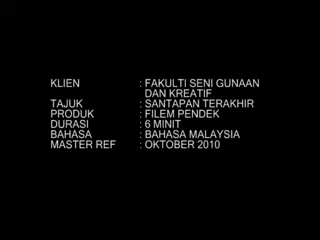 KLIEN : FAKULTI SENI GUNAAN
DAN KREATIF
TAJUK : SANTAPAN TERAKHIR
PRODUK : FILEM PENDEK
DURASI : 6 MINIT
BAHASA : BAHASA MALAYSIA
MASTER REF : OKTOBER 2010